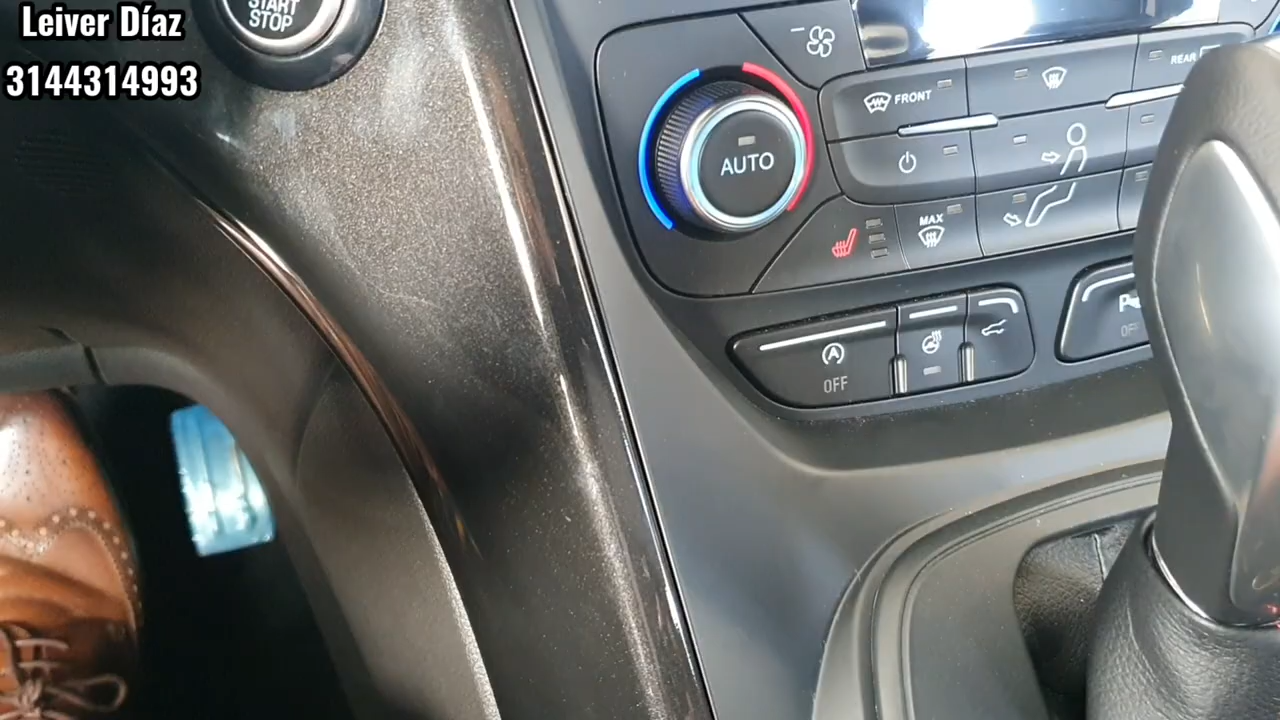 Leiver Díaz
3144314993
START
STOP
FRONT
REAR
AUTO
MAX
OFF